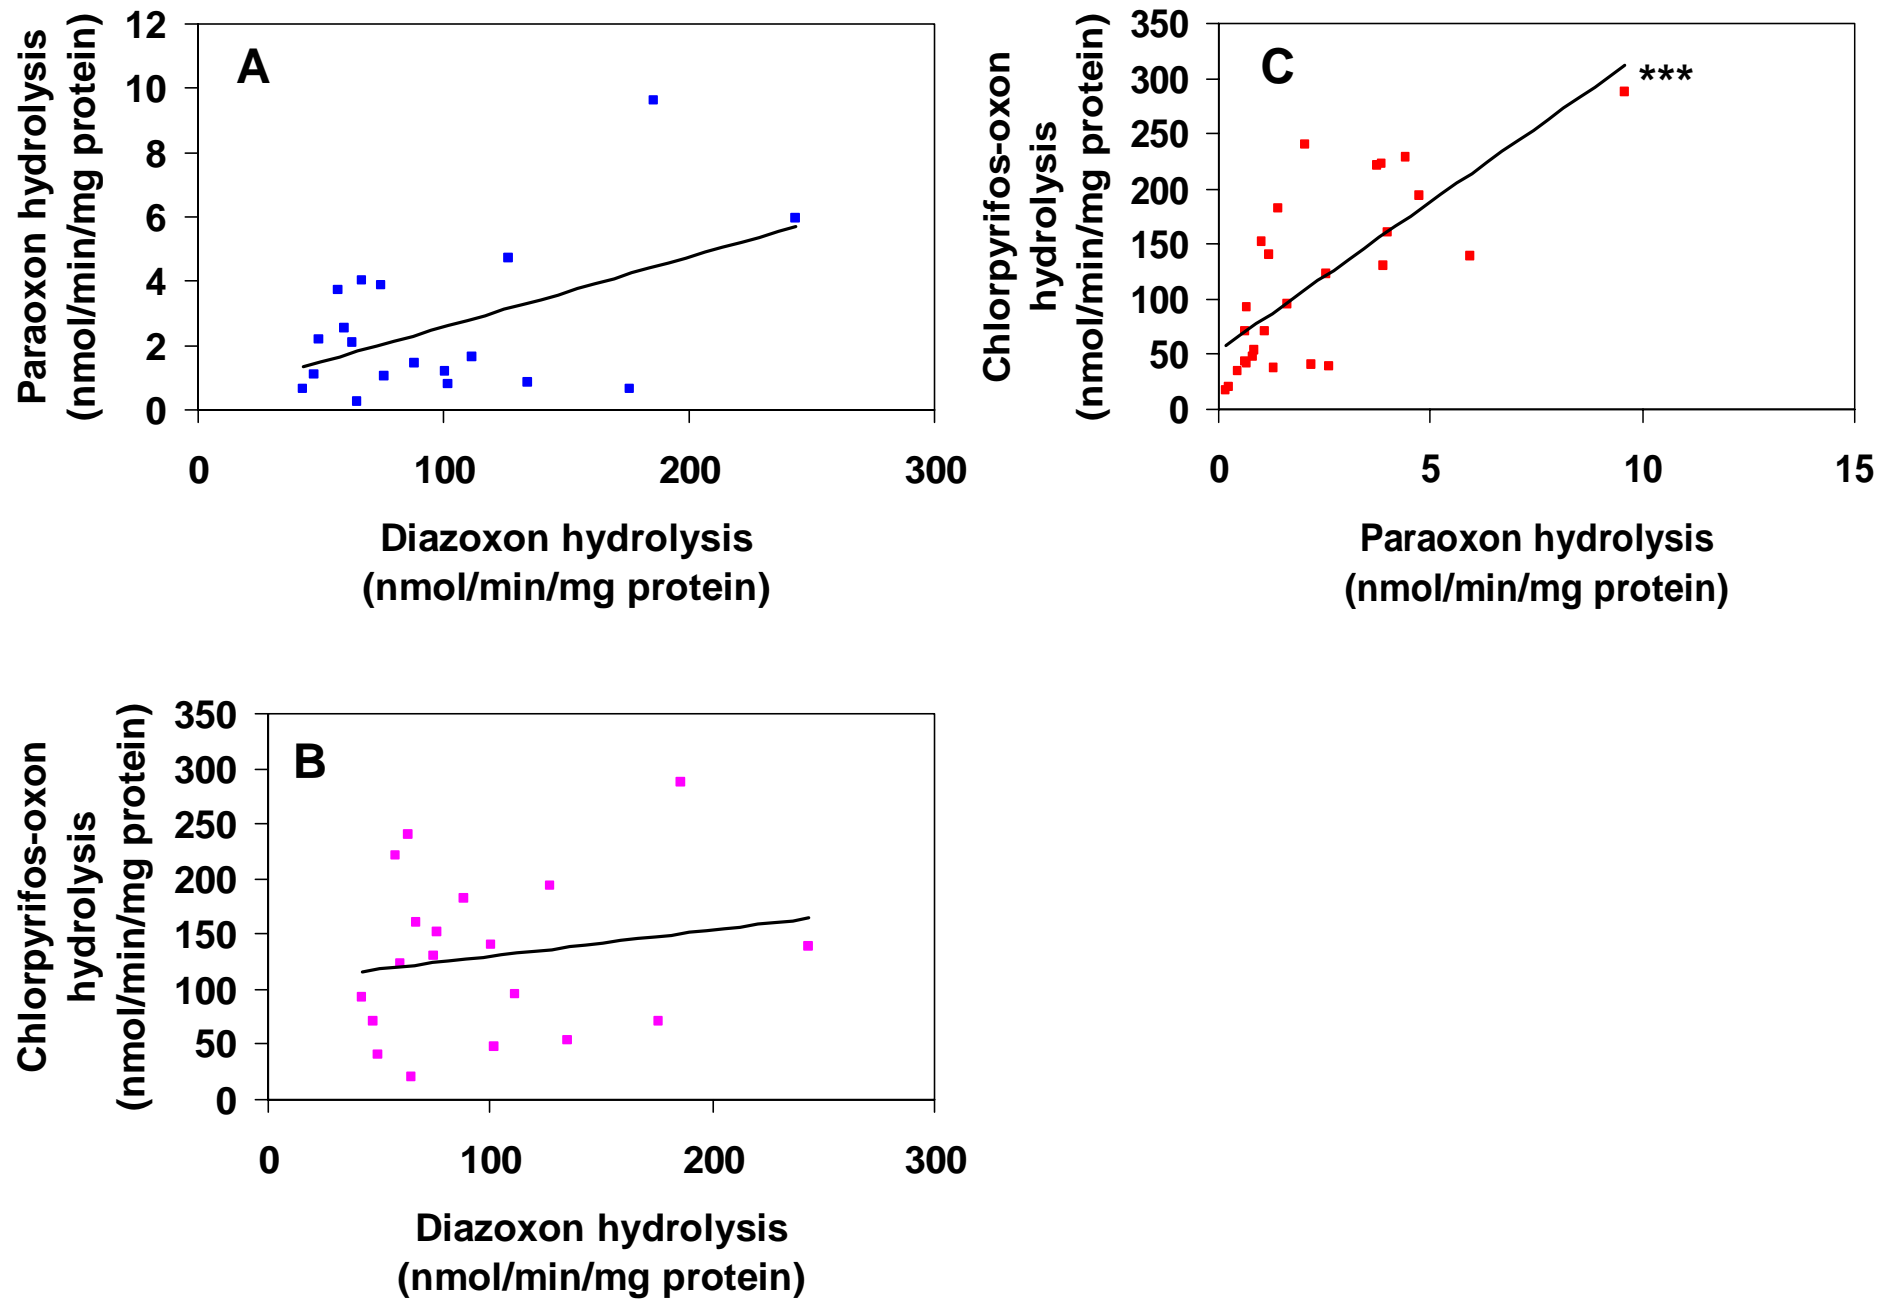 Paraoxon hydrolysis
(nmol/min/mg protein)
12
10
8
6
4
2
0
A
0 100 200 300
Diazoxon hydrolysis
(nmol/min/mg protein)
Chlorpyrifos-oxon
hydrolysis
(nmol/min/mg protein)
350
300
250
200
150
100
50
0
C
***
0 5 10 15
Paraoxon hydrolysis
(nmol/min/mg protein)
Chlorpyrifos-oxon
hydrolysis
(nmol/min/mg protein)
350
300
250
200
150
100
50
0
B
0 100 200 300
Diazoxon hydrolysis
(nmol/min/mg protein)